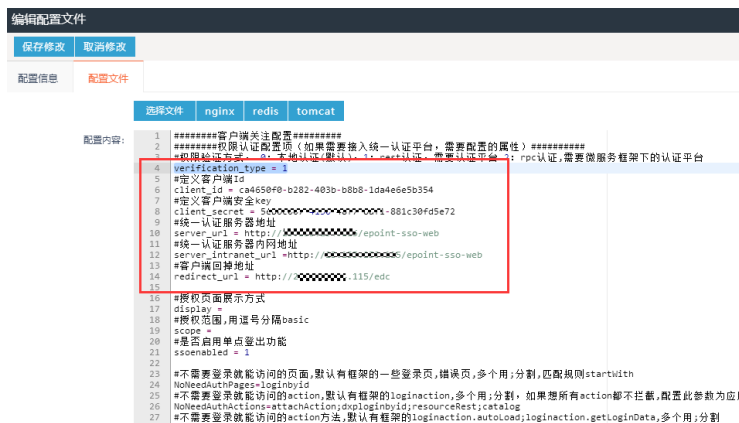 编辑配置文件
保存修改 取消修改
配置信息 配置文件
选择文件 nginx redis tomcat
配置内容:
1 ########客户端关注配置#########
2 ########权限认证配置项（如果需要接入统一认证平台，需要配置的属性）##########
3 #权限验证方式, 0: 本地认证(默认), 1: rest认证, 需要认证平台 2: rpc认证,需要微服务框架下的认证平台
4 verification_type = 1
5 #定义客户端Id
6 client_id = ca4650f0-b282-403b-b8b8-1da4e6e5b354
7 #定义客户端安全key
8 client_secret = -881c30fd5e72
9 #统一认证服务器地址
10 server_url = http:///epoint-sso-web
11 #统一认证服务器内网地址
12 server_intranet_url =http://5/epoint-sso-web
13 #客户端回掉地址
14 redirect_url = http://2.115/edc
15
16 #授权页面展示方式
17 display =
18 #授权范围,用逗号分隔basic
19 scope =
20 #是否启用单点登出功能
21 ssoenabled = 1
22
23 #不需要登录就能访问的页面,默认有框架的一些登录页,错误页,多个用;分割,匹配规则startWith
24 NoNeedAuthPages=loginbyid
25 #不需要登录就能访问的action,默认有框架的loginaction,多个用;分割, 如果想所有action都不拦截,配置此参数为应
26 NoNeedAuthActions=attachAction;dxploginbyid;resourceRest;catalog
27 #不需要登录就能访问的action方法,默认有框架的loginaction.autoLoad;loginaction.getLoginData,多个用;分割